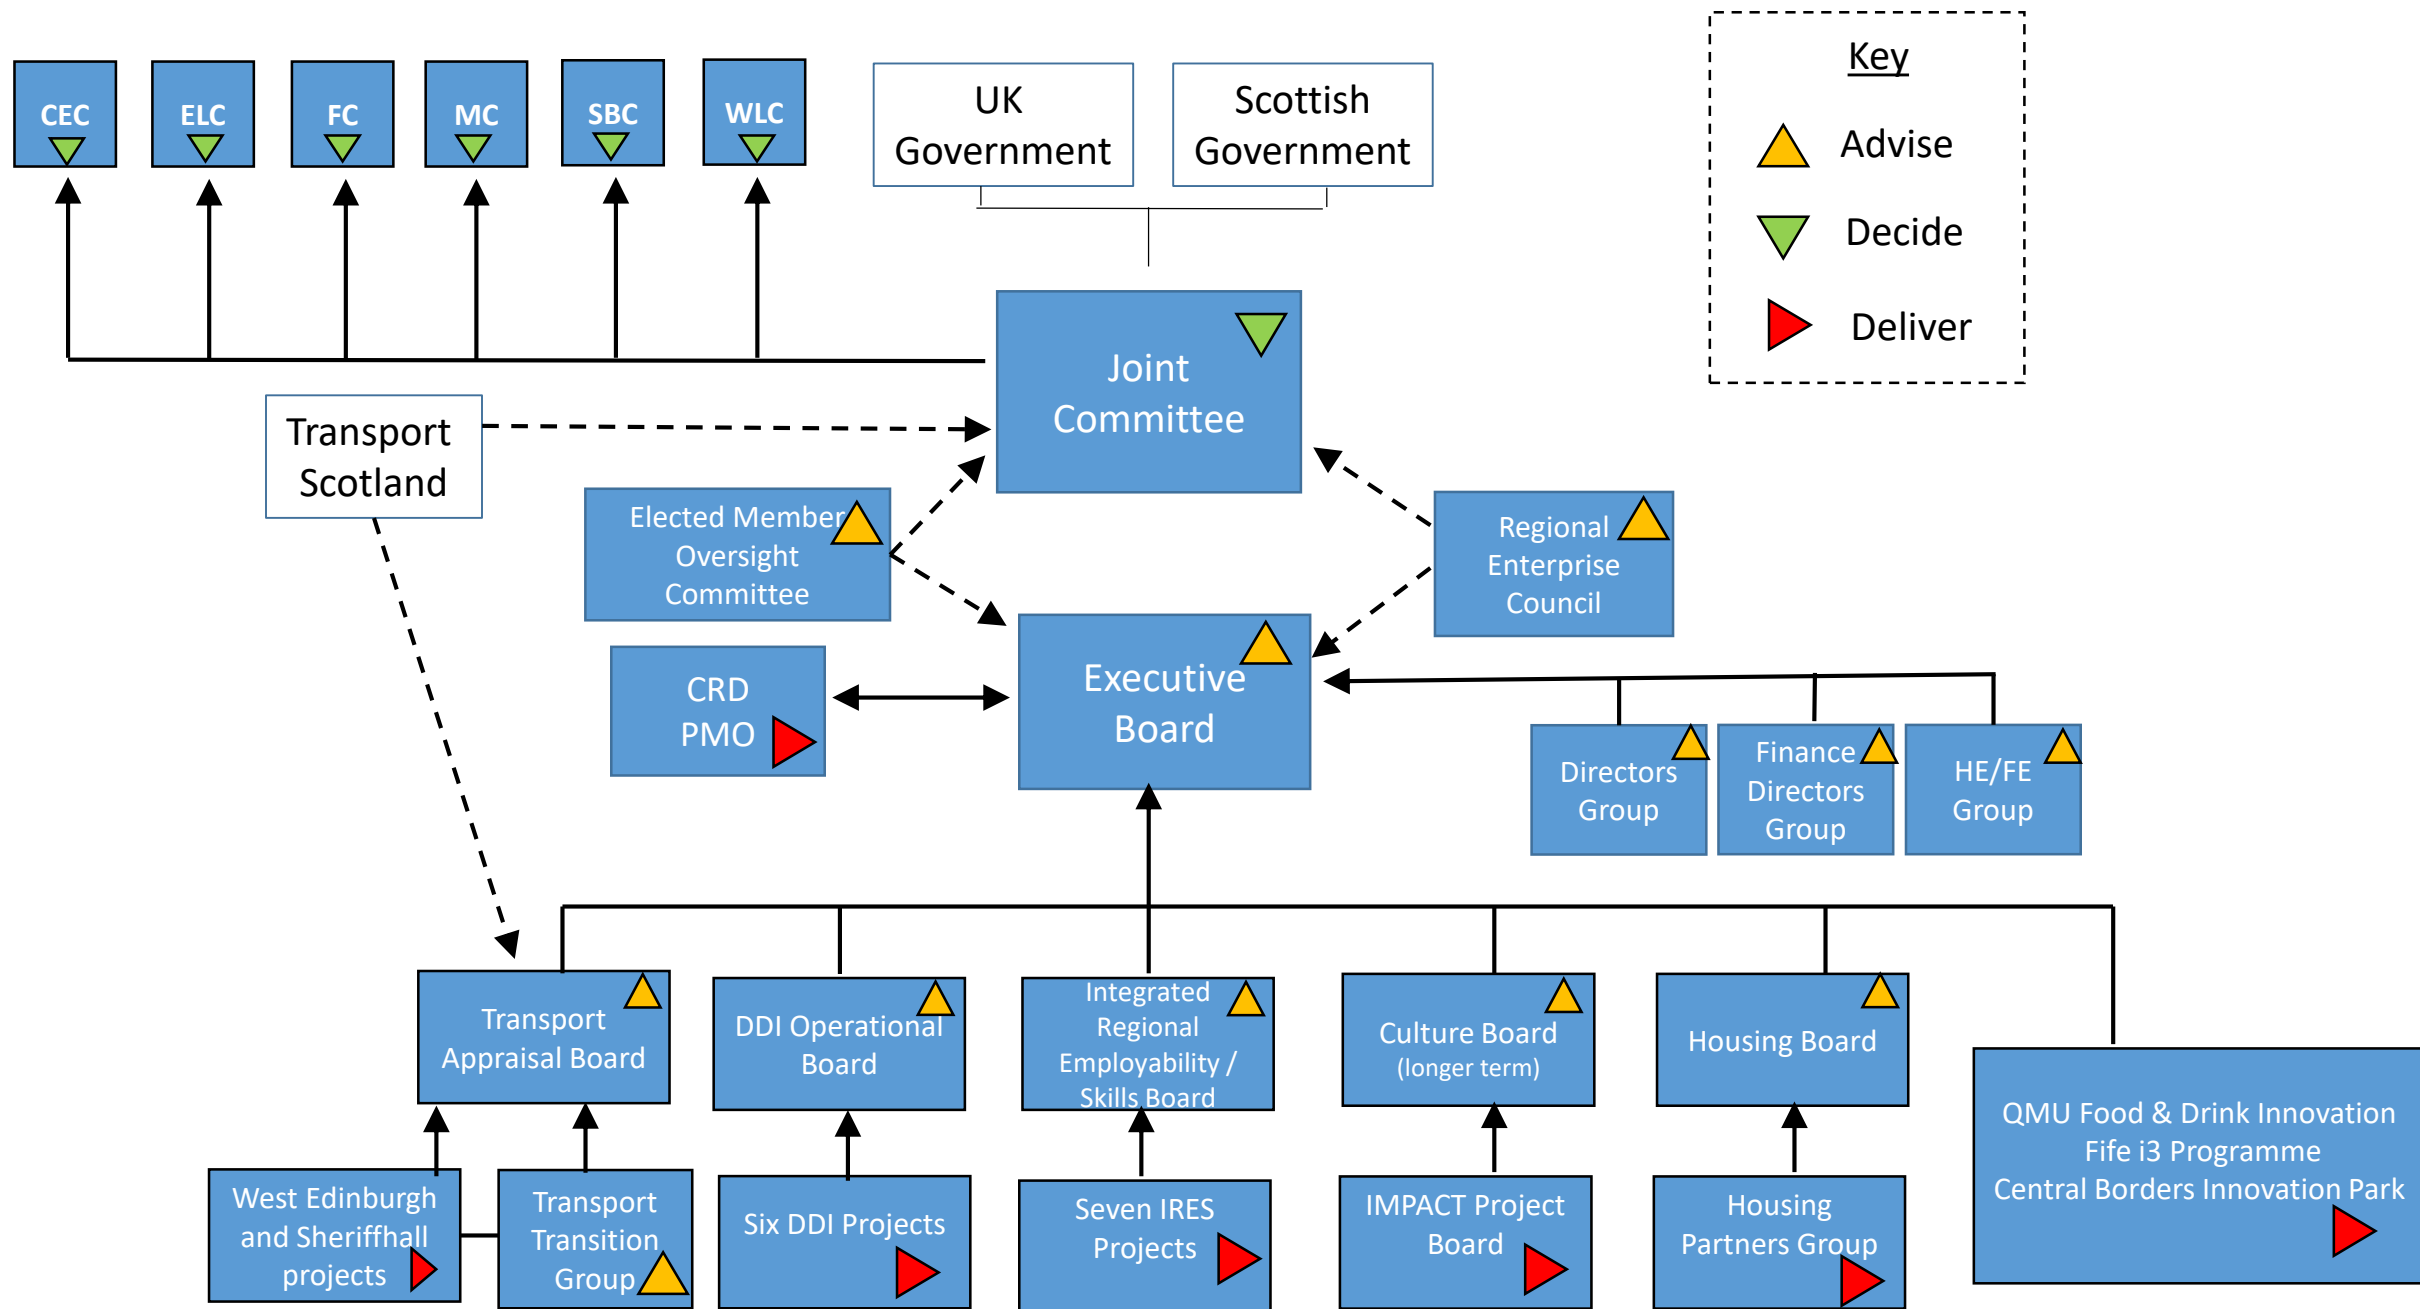 CEC
ELC
FC
MC
SBC
WLC
UK
Government
Scottish
Government
Key
Advise
Decide
Deliver
Joint
Committee
Transport
Scotland
Elected Member
Oversight
Committee
Regional
Enterprise
Council
CRD
PMO
Executive
Board
Directors
Group
Finance
Directors
Group
HE/FE
Group
Transport
Appraisal Board
DDI Operational
Board
Integrated
Regional
Employability /
Skills Board
Culture Board
(longer term)
Housing Board
QMU Food & Drink Innovation
Fife i3 Programme
Central Borders Innovation Park
West Edinburgh
and Sheriffhall
projects
Transport
Transition
Group
Six DDI Projects
Seven IRES
Projects
IMPACT Project
Board
Housing
Partners Group